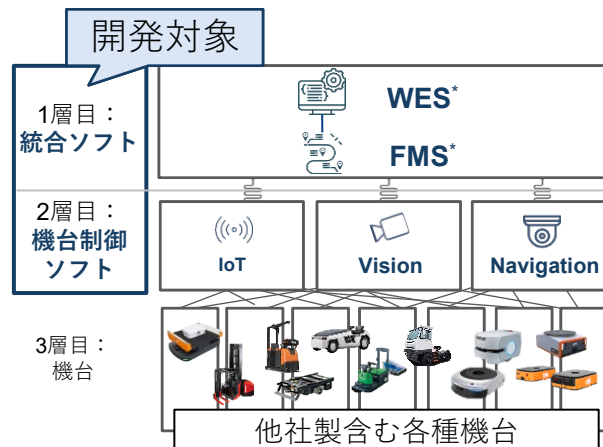 開発対象
1層目：
統合ソフト
WES*
FMS*
2層目：
機台制御
ソフト
IoT
Vision
Navigation
3層目：
機台
他社製含む各種機台